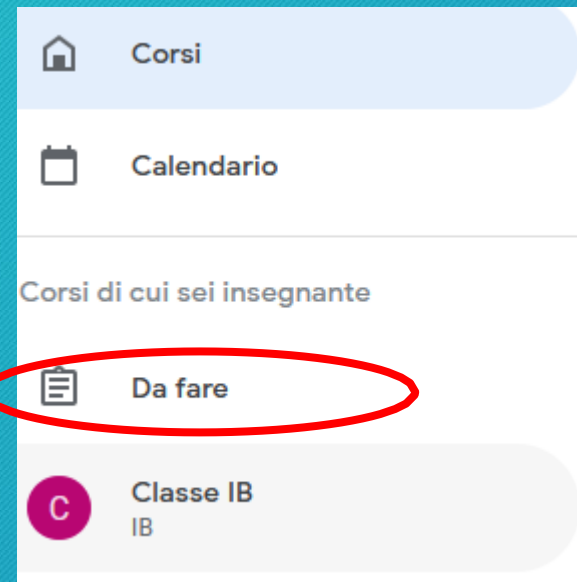 Corsi
Calendario
Corsi di cui sei insegnante
Da fare
C
Classe IB
IB